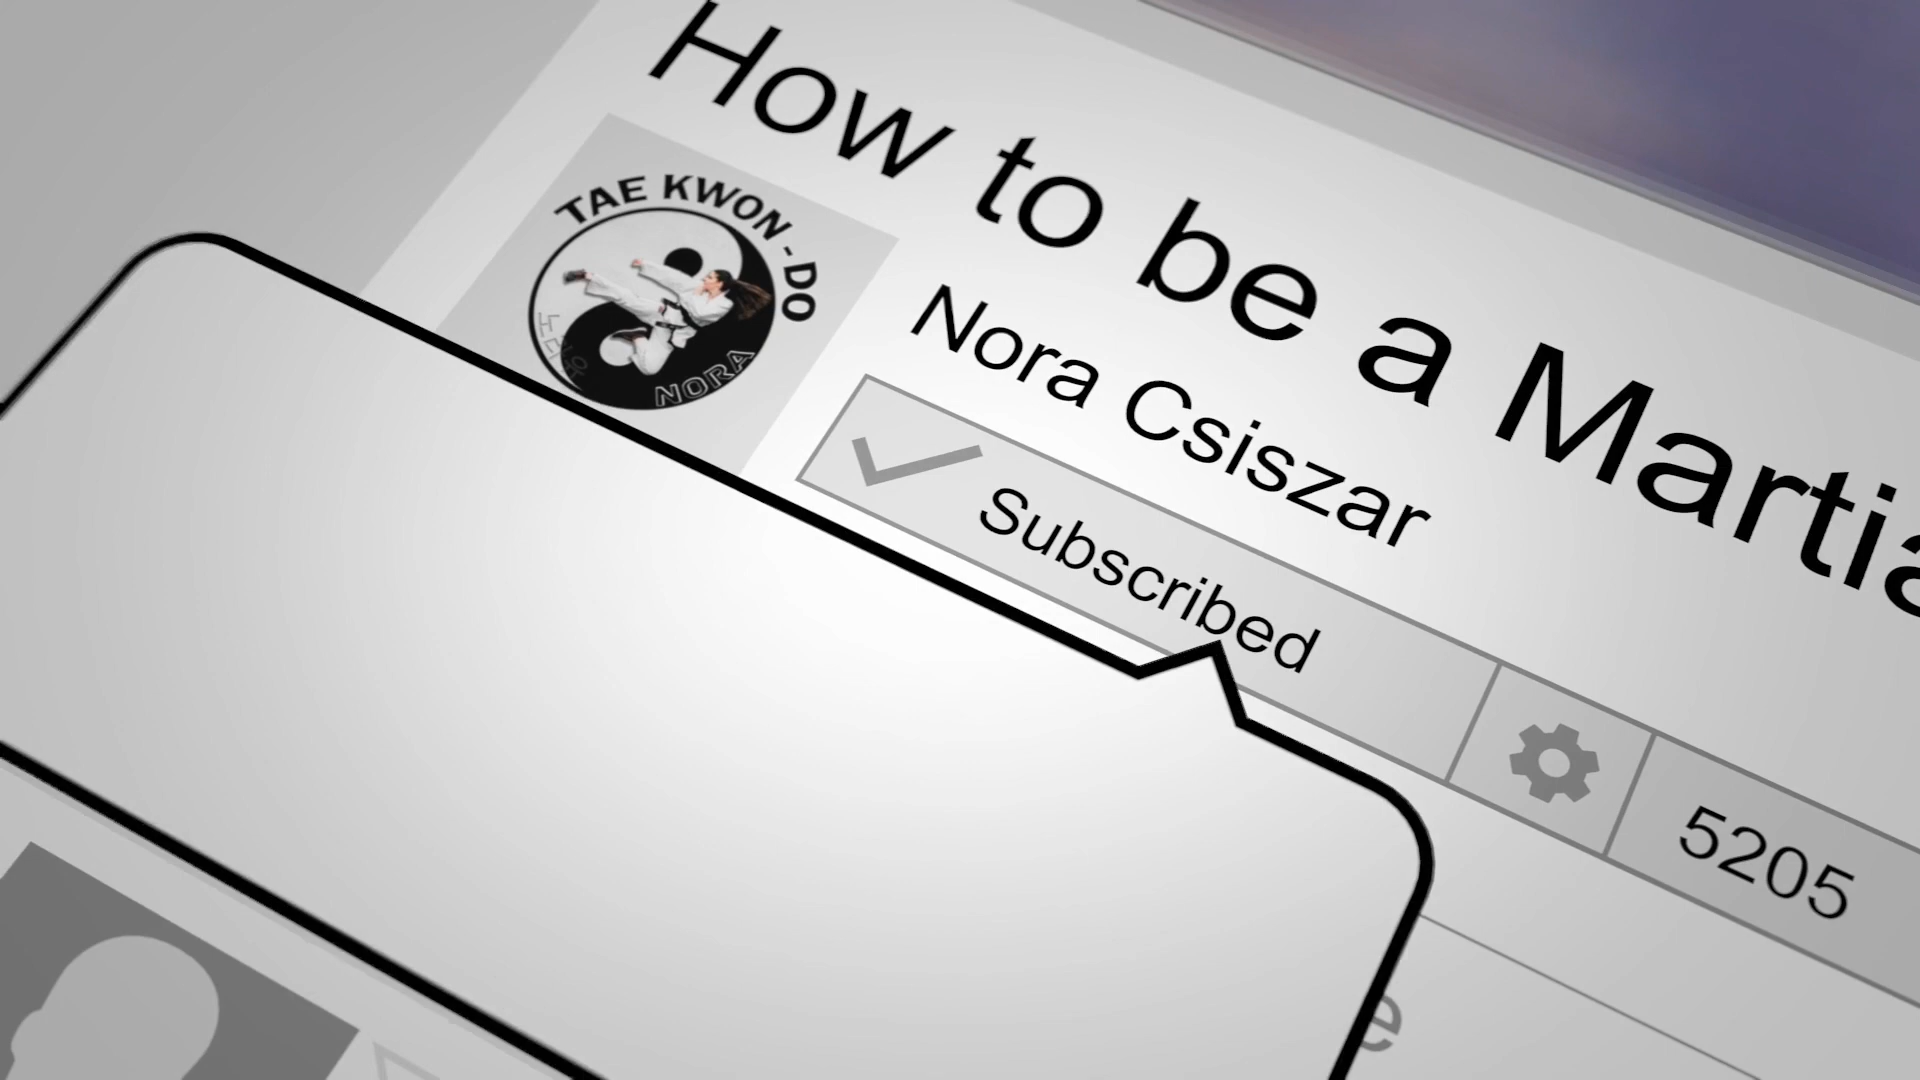 How to be a Martia
TAE KWON-DO
NORA
Nora Csiszar
Subscribed
5205
e